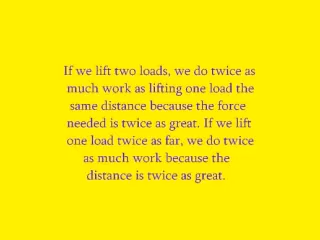 If we lift two loads, we do twice as
much work as lifting one load the
same distance because the force
needed is twice as great. If we lift
one load twice as far, we do twice
as much work because the
distance is twice as great.